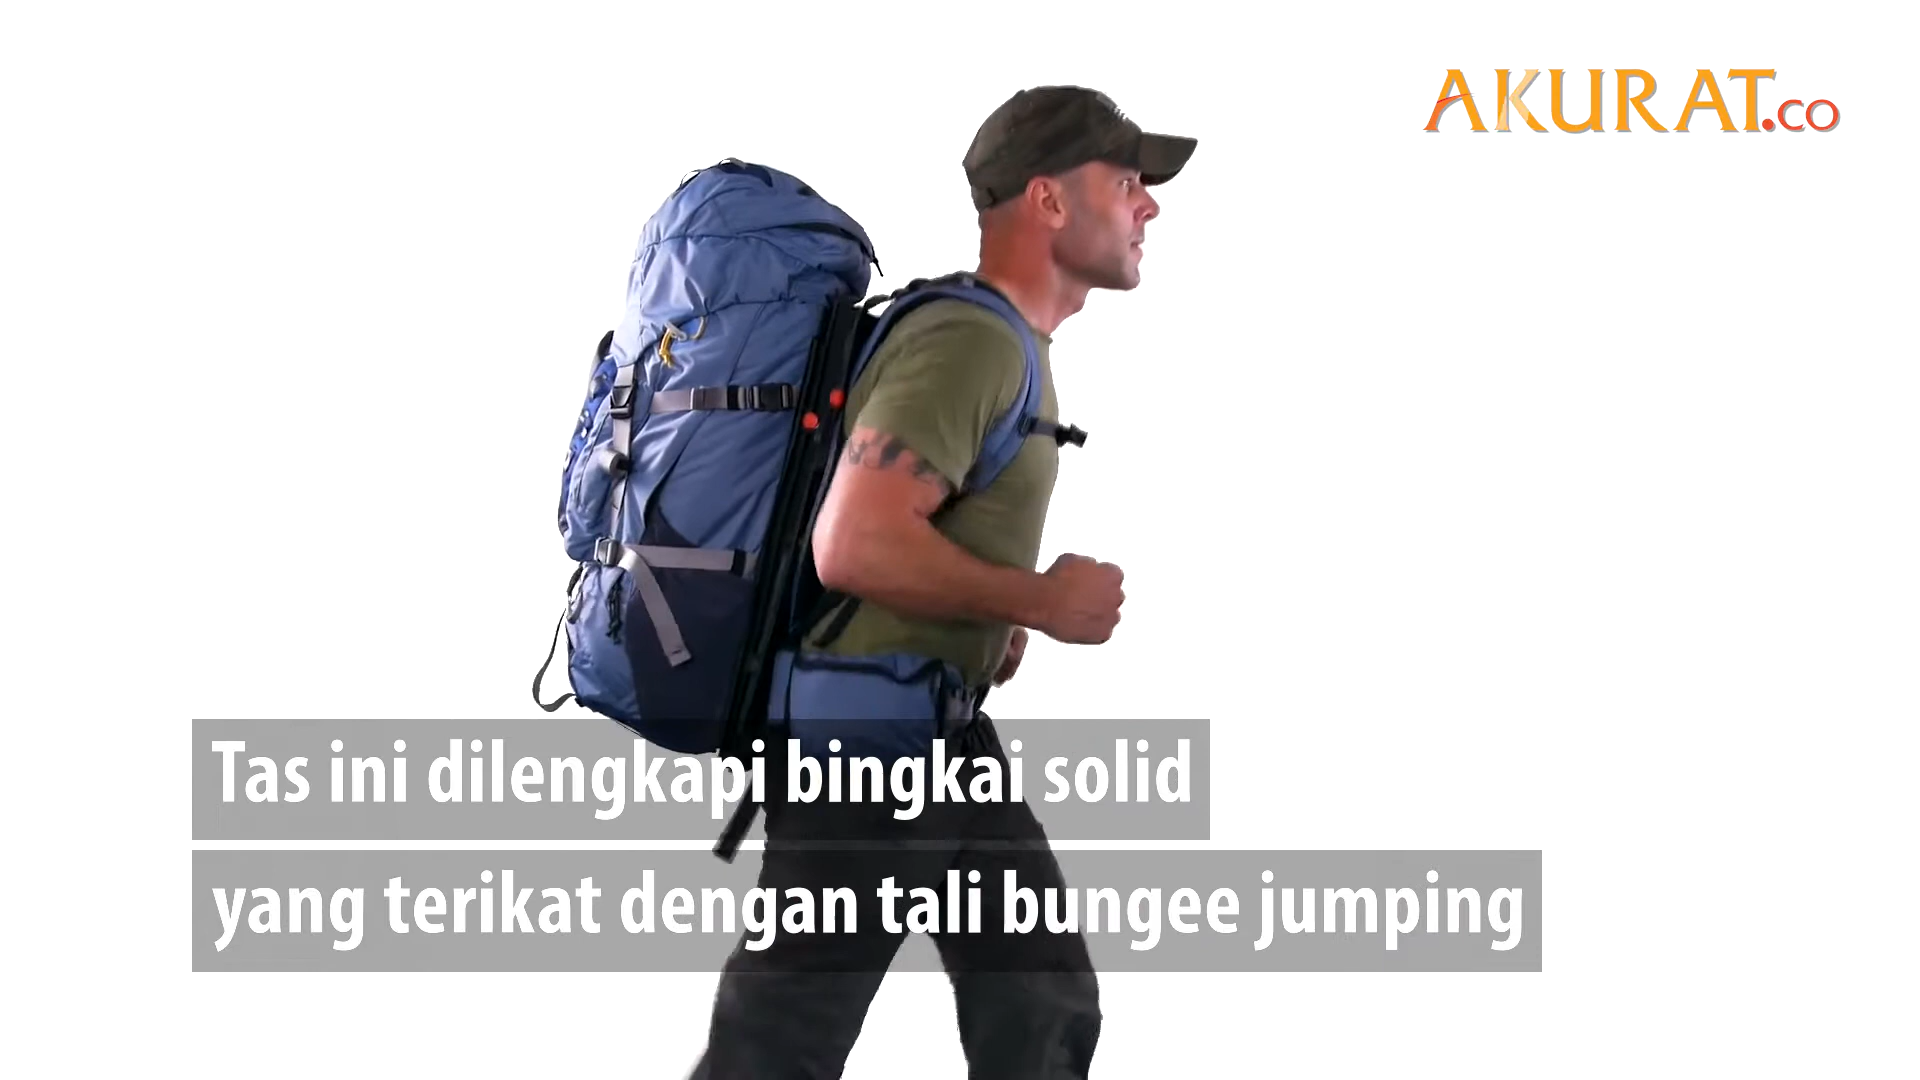 AKURAT.co
Tas ini dilengkapi bingkai solid
yang terikat dengan tali bungee jumping